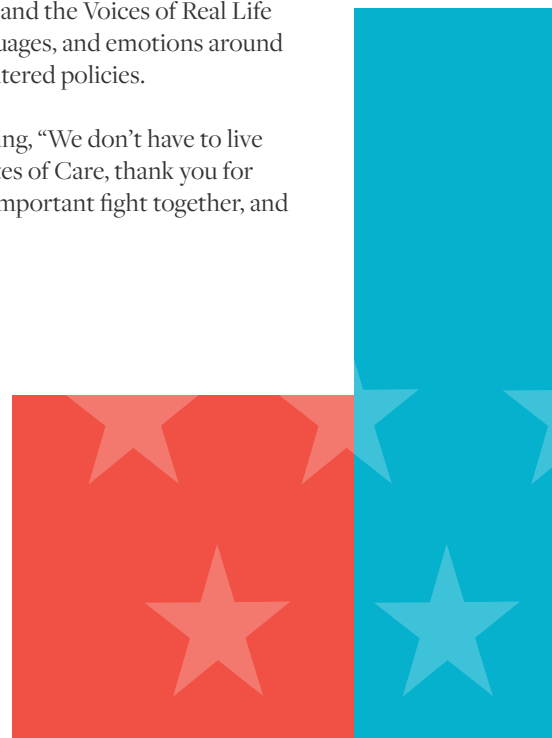 and the Voices of Real Life
uages, and emotions around
tered policies.
ng, “We don’t have to live
tes of Care, thank you for
mportant fight together, and